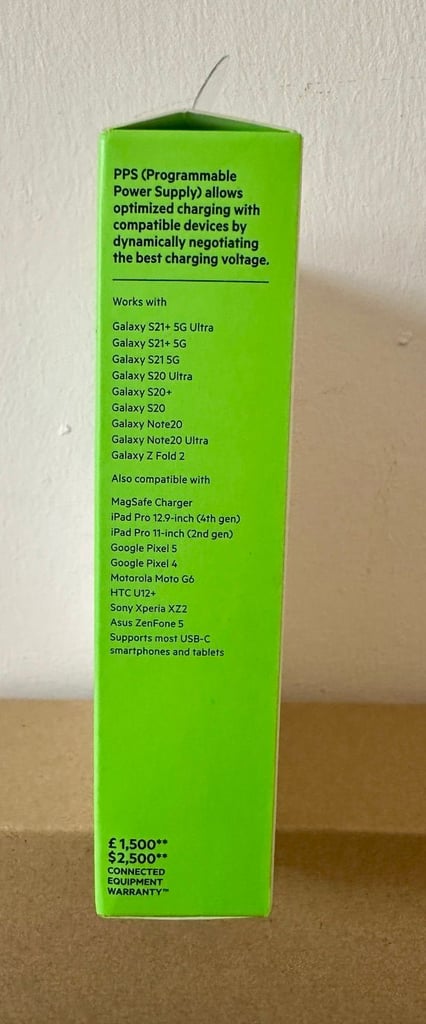 PPS (Programmable
Power Supply) allows
optimized charging with
compatible devices by
dynamically negotiating
the best charging voltage.
Works with
Galaxy S21+ 5G Ultra
Galaxy S21+ 5G
Galaxy S21 5G
Galaxy S20 Ultra
Galaxy S20+
Galaxy S20
Galaxy Note20
Galaxy Note20 Ultra
Galaxy Z Fold 2
Also compatible with
MagSafe Charger
iPad Pro 12.9-inch (4th gen)
iPad Pro 11-inch (2nd gen)
Google Pixel 5
Google Pixel 4
Motorola Moto G6
HTC U12+
Sony Xperia XZ2
Asus ZenFone 5
Supports most USB-C
smartphones and tablets
£1,500**
$2,500**
CONNECTED
EQUIPMENT
WARRANTY™